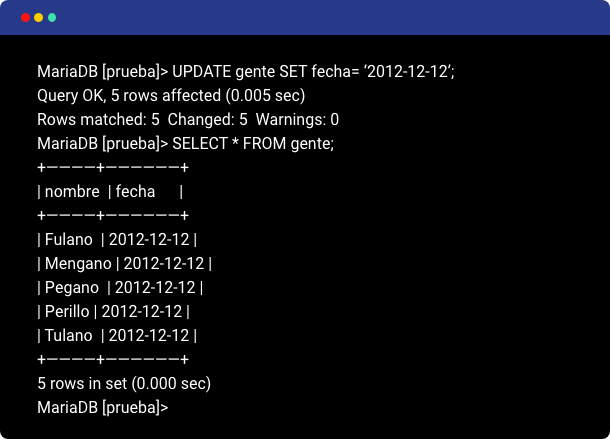 MariaDB [prueba]> UPDATE gente SET fecha= ‘2012-12-12’;
Query OK, 5 rows affected (0.005 sec)
Rows matched: 5  Changed: 5  Warnings: 0
MariaDB [prueba]> SELECT * FROM gente;
+————+——————+
| nombre  | fecha      |
+————+——————+
| Fulano  | 2012-12-12 |
| Mengano | 2012-12-12 |
| Pegano  | 2012-12-12 |
| Perillo | 2012-12-12 |
| Tulano  | 2012-12-12 |
+————+——————+
5 rows in set (0.000 sec)
MariaDB [prueba]>